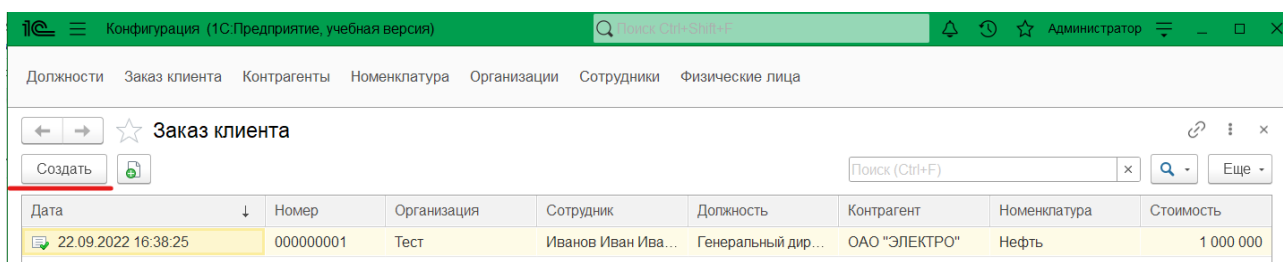 1С Конфигурация (1С:Предприятие, учебная версия) Поиск Ctrl+Shift+F Администратор
Должности Заказ клиента Контрагенты Номенклатура Организации Сотрудники Физические лица
Заказ клиента
Создать Поиск (Ctrl+F) × Еще
Дата ↓ Номер Организация Сотрудник Должность Контрагент Номенклатура Стоимость
22.09.2022 16:38:25 000000001 Тест Иванов Иван Ива... Генеральный дир... ОАО "ЭЛЕКТРО" Нефть 1 000 000